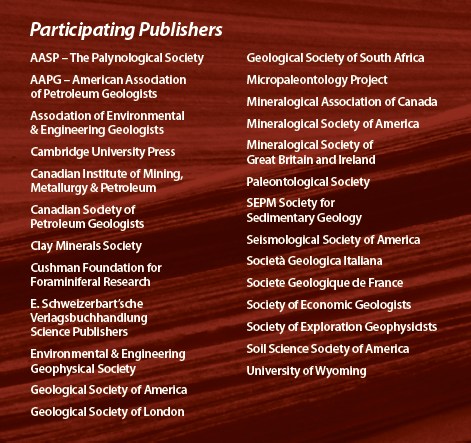 Participating Publishers
AASP – The Palynological Society
AAPG – American Association
of Petroleum Geologists
Association of Environmental
& Engineering Geologists
Cambridge University Press
Canadian Institute of Mining,
Metallurgy & Petroleum
Canadian Society of
Petroleum Geologists
Clay Minerals Society
Cushman Foundation for
Foraminiferal Research
E. Schweizerbart'sche
Verlagsbuchhandlung
Science Publishers
Environmental & Engineering
Geophysical Society
Geological Society of America
Geological Society of London
Geological Society of South Africa
Micropaleontology Project
Mineralogical Association of Canada
Mineralogical Society of America
Mineralogical Society of
Great Britain and Ireland
Paleontological Society
SEPM Society for
Sedimentary Geology
Seismological Society of America
Società Geologica Italiana
Societe Geologique de France
Society of Economic Geologists
Society of Exploration Geophysicists
Soil Science Society of America
University of Wyoming